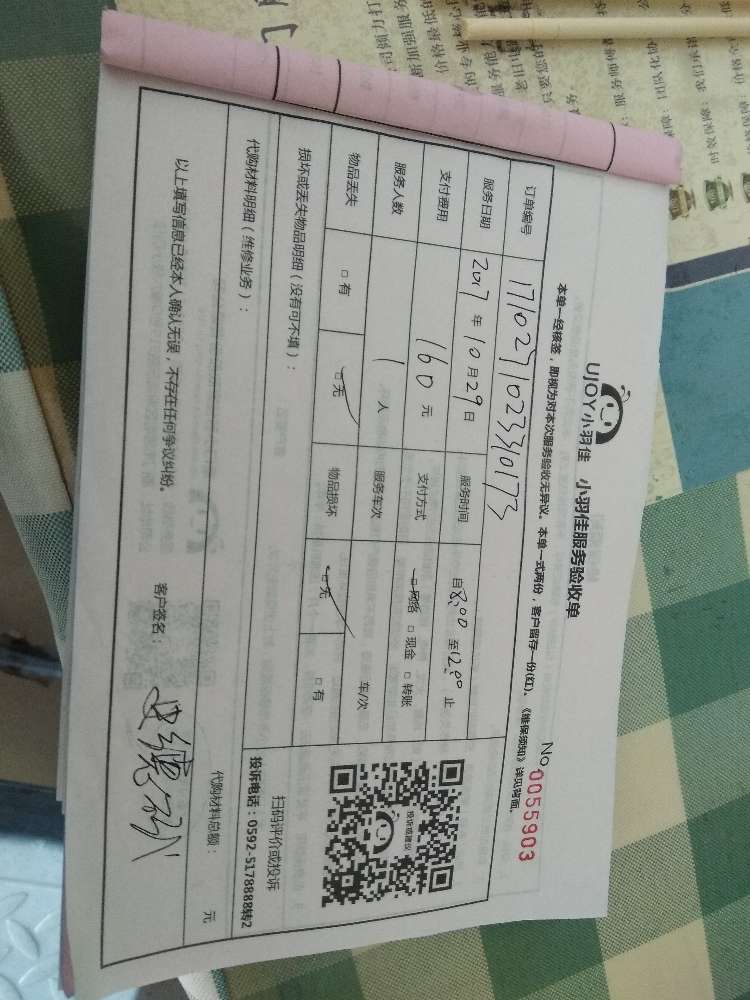 UJOY小羽佳 小羽佳服务验收单
No. 0055903
本单一经核签，即视为对本次服务验收无异议。本单一式两份，客户留存一份(红)。《维保须知》详见背面。
订单编号 171029102330173
服务日期 2017 年 10 月 29 日 服务时间 自 8:00 至 12:00 止
支付费用 160 元 支付方式 □ 网络 □ 现金 □ 转账
服务人数 1 人 服务车次 车/次
物品丢失 □ 有 □ 无 物品损坏 □ 无 □ 有
损坏或丢失物品明细（没有可不填）：
投诉或建议
扫码评价或投诉
投诉电话：0592-5178888转2
代购材料明细（维修业务）：
代购材料总额： 元
以上填写信息已经本人确认无误，不存在任何争议纠纷。
客户签名：